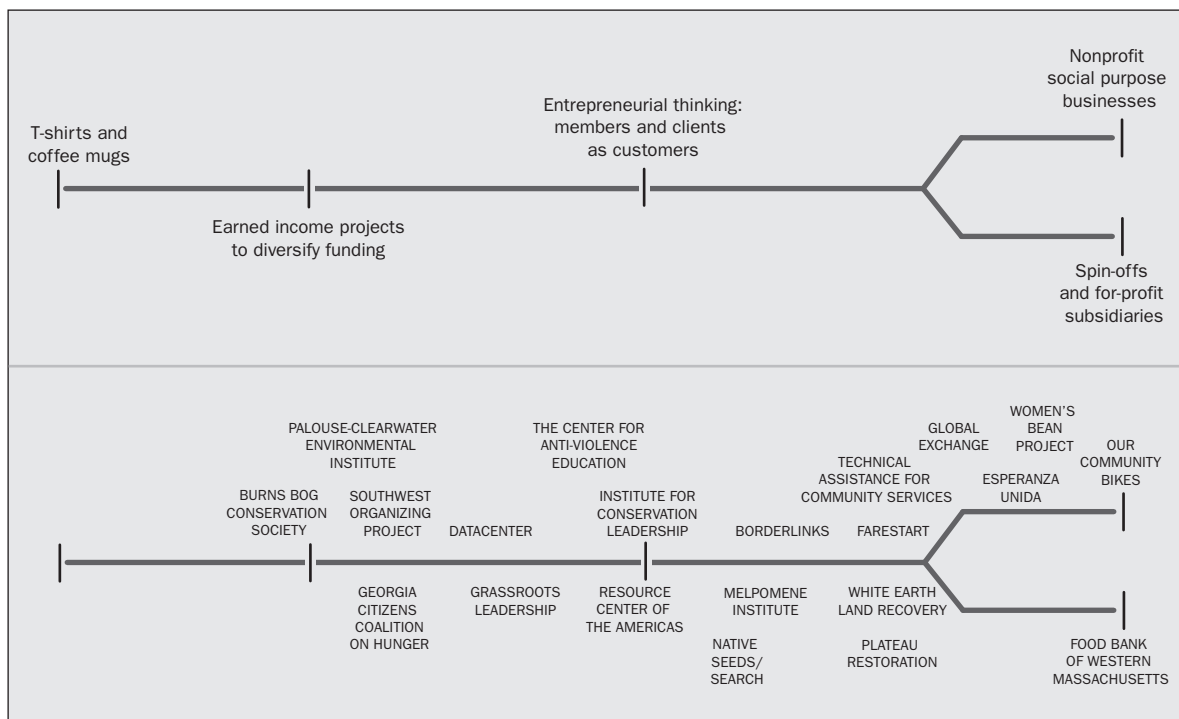 T-shirts and
coffee mugs
Earned income projects
to diversify funding
Entrepreneurial thinking:
members and clients
as customers
Nonprofit
social purpose
businesses
Spin-offs
and for-profit
subsidiaries
PALOUSE-CLEARWATER
ENVIRONMENTAL
INSTITUTE
THE CENTER FOR
ANTI-VIOLENCE
EDUCATION
GLOBAL
EXCHANGE
WOMEN'S
BEAN
PROJECT
OUR
COMMUNITY
BIKES
BURNS BOG
CONSERVATION
SOCIETY
SOUTHWEST
ORGANIZING
PROJECT
DATACENTER
INSTITUTE FOR
CONSERVATION
LEADERSHIP
TECHNICAL
ASSISTANCE FOR
COMMUNITY SERVICES
ESPERANZA
UNIDA
BORDERLINKS
FARESTART
GEORGIA
CITIZENS
COALITION
ON HUNGER
GRASSROOTS
LEADERSHIP
RESOURCE
CENTER OF
THE AMERICAS
MELPOMENE
INSTITUTE
WHITE EARTH
LAND RECOVERY
NATIVE
SEEDS/
SEARCH
PLATEAU
RESTORATION
FOOD BANK
OF WESTERN
MASSACHUSETTS